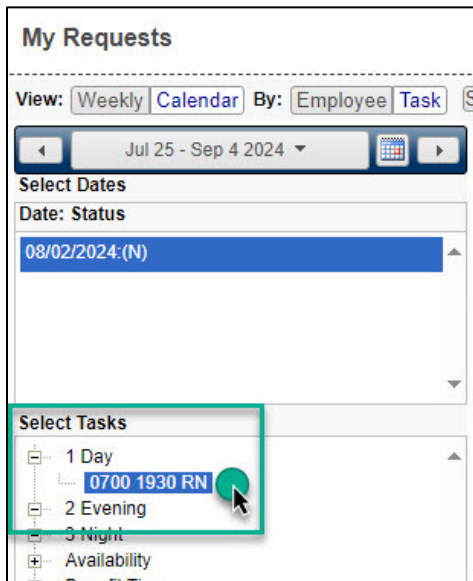 My Requests
View: Weekly Calendar By: Employee Task
Jul 25 - Sep 4 2024
Select Dates
Date: Status
08/02/2024:(N)
Select Tasks
1 Day
0700 1930 RN
2 Evening
3 Night
Availability